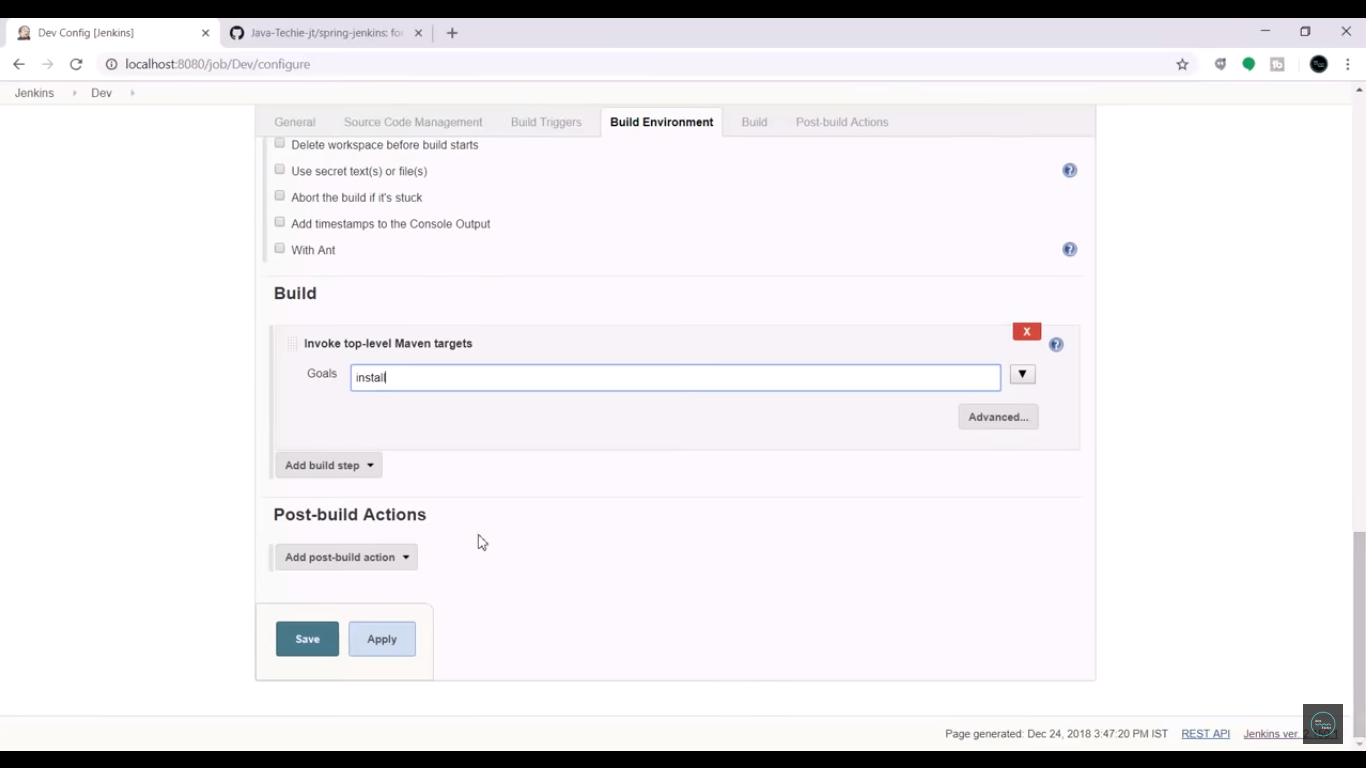 Dev Config [Jenkins]
Java-Techie-jt/spring-jenkins: fo
localhost:8080/job/Dev/configure
Jenkins Dev
General Source Code Management Build Triggers Build Environment Build Post-build Actions
Delete workspace before build starts
Use secret text(s) or file(s)
Abort the build if it's stuck
Add timestamps to the Console Output
With Ant
Build
X
Invoke top-level Maven targets
Goals install
Advanced...
Add build step
Post-build Actions
Add post-build action
Save Apply
Page generated: Dec 24, 2018 3:47:20 PM IST REST API Jenkins ver.